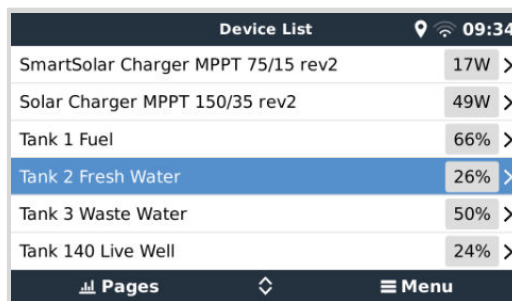 Device List 09:34
SmartSolar Charger MPPT 75/15 rev2 17W
Solar Charger MPPT 150/35 rev2 49W
Tank 1 Fuel 66%
Tank 2 Fresh Water 26%
Tank 3 Waste Water 50%
Tank 140 Live Well 24%
Pages Menu